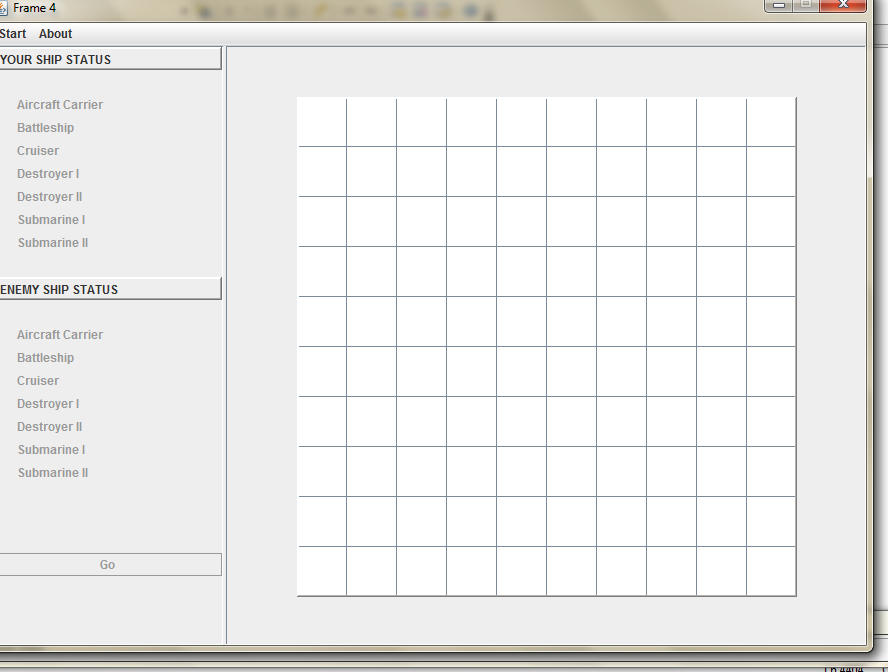 Frame 4
Start About
YOUR SHIP STATUS
Aircraft Carrier
Battleship
Cruiser
Destroyer I
Destroyer II
Submarine I
Submarine II
ENEMY SHIP STATUS
Aircraft Carrier
Battleship
Cruiser
Destroyer I
Destroyer II
Submarine I
Submarine II
Go